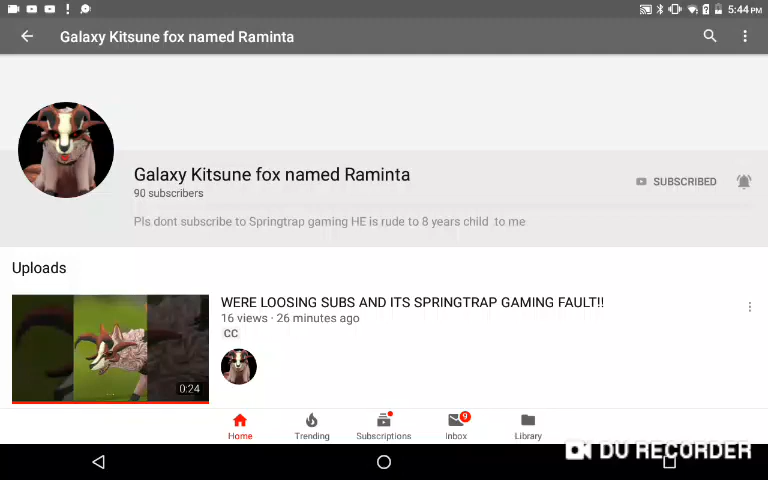 5:44 PM
Galaxy Kitsune fox named Raminta
Galaxy Kitsune fox named Raminta
90 subscribers
SUBSCRIBED
Pls dont subscribe to Springtrap gaming HE is rude to 8 years child  to me
Uploads
WERE LOOSING SUBS AND ITS SPRINGTRAP GAMING FAULT!!
16 views · 26 minutes ago
CC
0:24
9
Home
Trending
Subscriptions
Inbox
Library
DU RECORDER